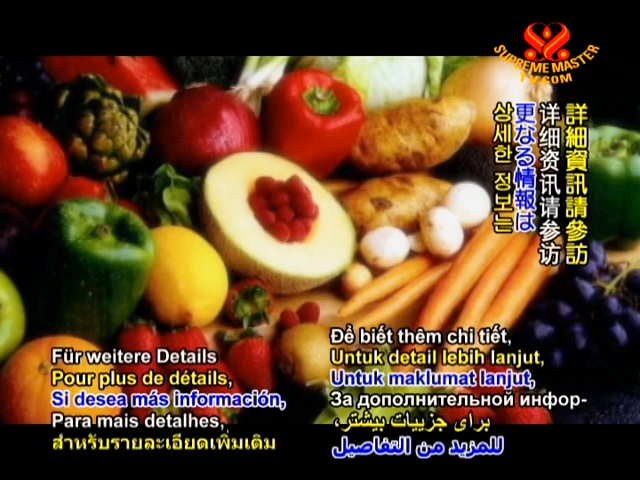 SUPREME MASTER
TV.COM
詳細資訊請參訪
详细资讯请参访
更なる情報は
상세한 정보는
Für weitere Details
Pour plus de détails,
Si desea más información,
Para mais detalhes,
สำหรับรายละเอียดเพิ่มเติม
Để biết thêm chi tiết,
Untuk detail lebih lanjut,
Untuk maklumat lanjut,
За дополнительной инфор-
برای جزییات بیشتر،
للمزيد من التفاصيل